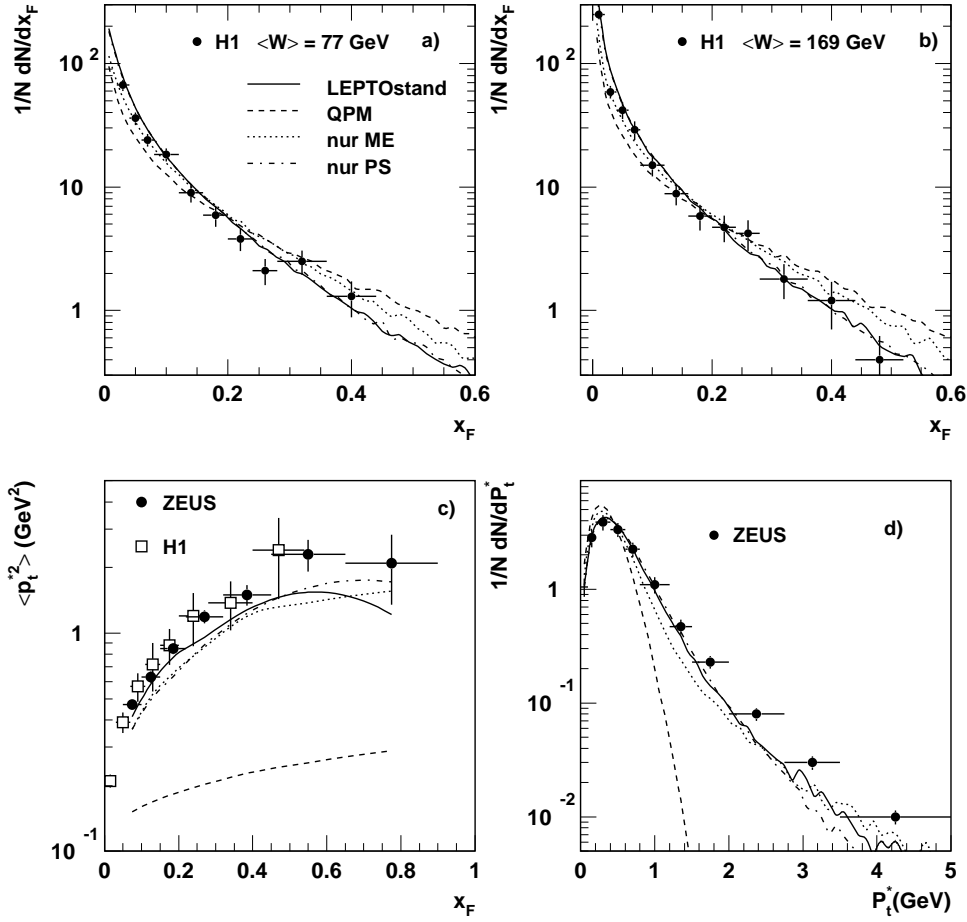 1/N dN/dx_F
H1 <W> = 77 GeV
a)
LEPTOstand
QPM
nur ME
nur PS
10^2
10
1
0 0.2 0.4 0.6
x_F
1/N dN/dx_F
H1 <W> = 169 GeV
b)
10^2
10
1
0 0.2 0.4 0.6
x_F
<p_t^*2> (GeV^2)
ZEUS
H1
c)
1
10^-1
0 0.2 0.4 0.6 0.8 1
x_F
1/N dN/dP_t^*
ZEUS
d)
1
10^-1
10^-2
0 1 2 3 4 5
P_t^*(GeV)